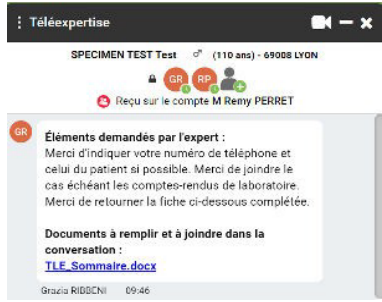 Téléexpertise
SPECIMEN TEST Test ♂ (110 ans) - 69008 LYON
GR RP
Reçu sur le compte M Remy PERRET
GR
Éléments demandés par l'expert :
Merci d'indiquer votre numéro de téléphone et
celui du patient si possible. Merci de joindre le
cas échéant les comptes-rendus de laboratoire.
Merci de retourner la fiche ci-dessous complétée.
Documents à remplir et à joindre dans la
conversation :
TLE_Sommaire.docx
Grazia RIBBENI 09:46